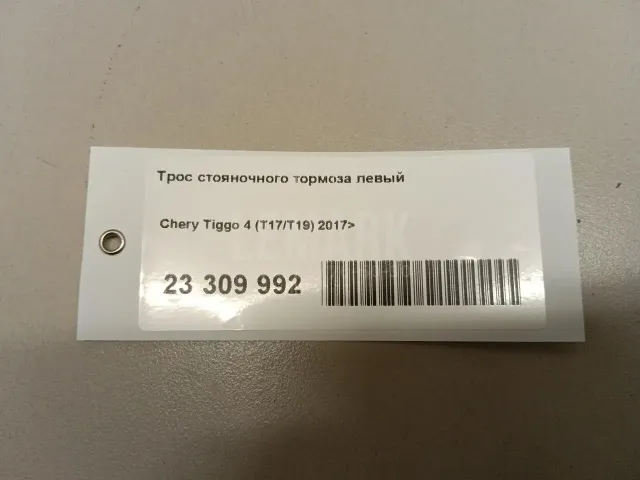 Трос стояночного тормоза левый
Chery Tiggo 4 (T17/T19) 2017>
23 309 992